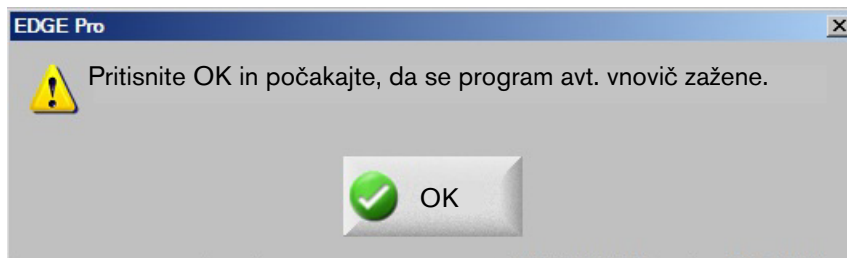 EDGE Pro
Pritisnite OK in počakajte, da se program avt. vnovič zažene.
OK